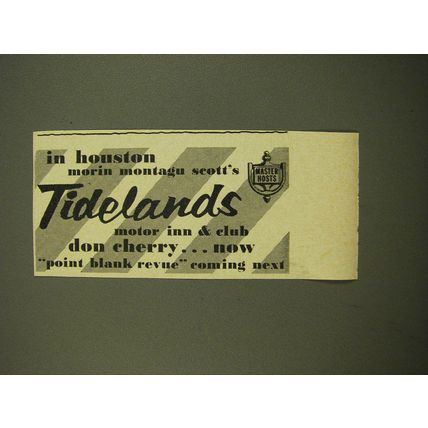 in houston
morin montagu scott's
MASTER
HOSTS
Tidelands
motor inn & club
don cherry...now
"point blank revue" coming next